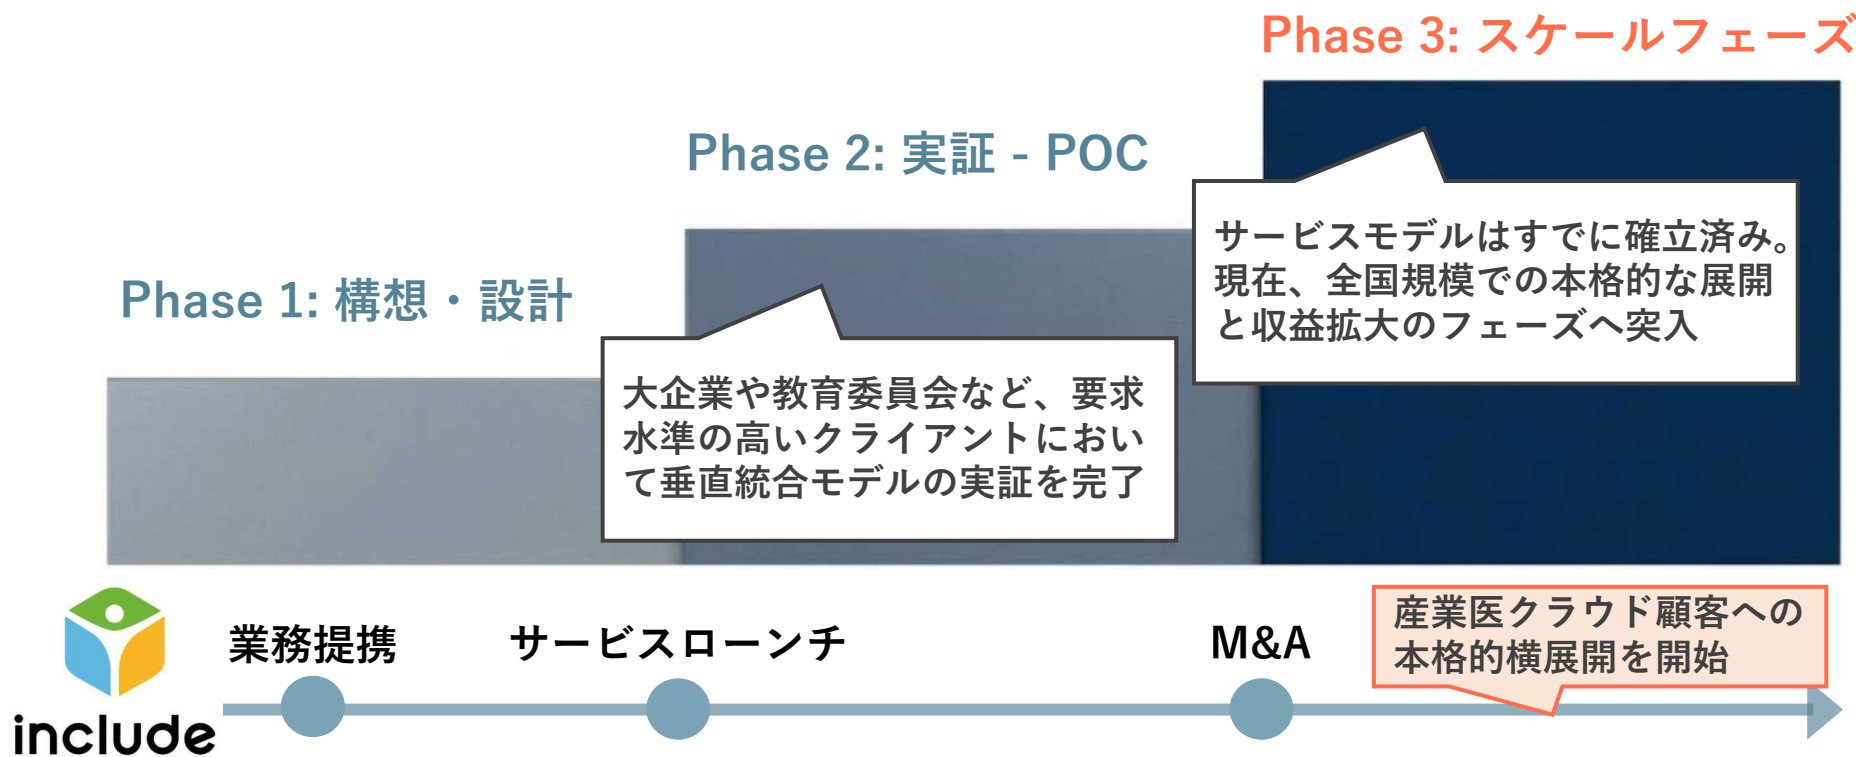 Phase 3: スケールフェーズ
Phase 2: 実証 - POC
サービスモデルはすでに確立済み。
現在、全国規模での本格的な展開
と収益拡大のフェーズへ突入
Phase 1: 構想・設計
大企業や教育委員会など、要求
水準の高いクライアントにおい
て垂直統合モデルの実証を完了
業務提携
サービスローンチ
M&A
産業医クラウド顧客への
本格的横展開を開始
include